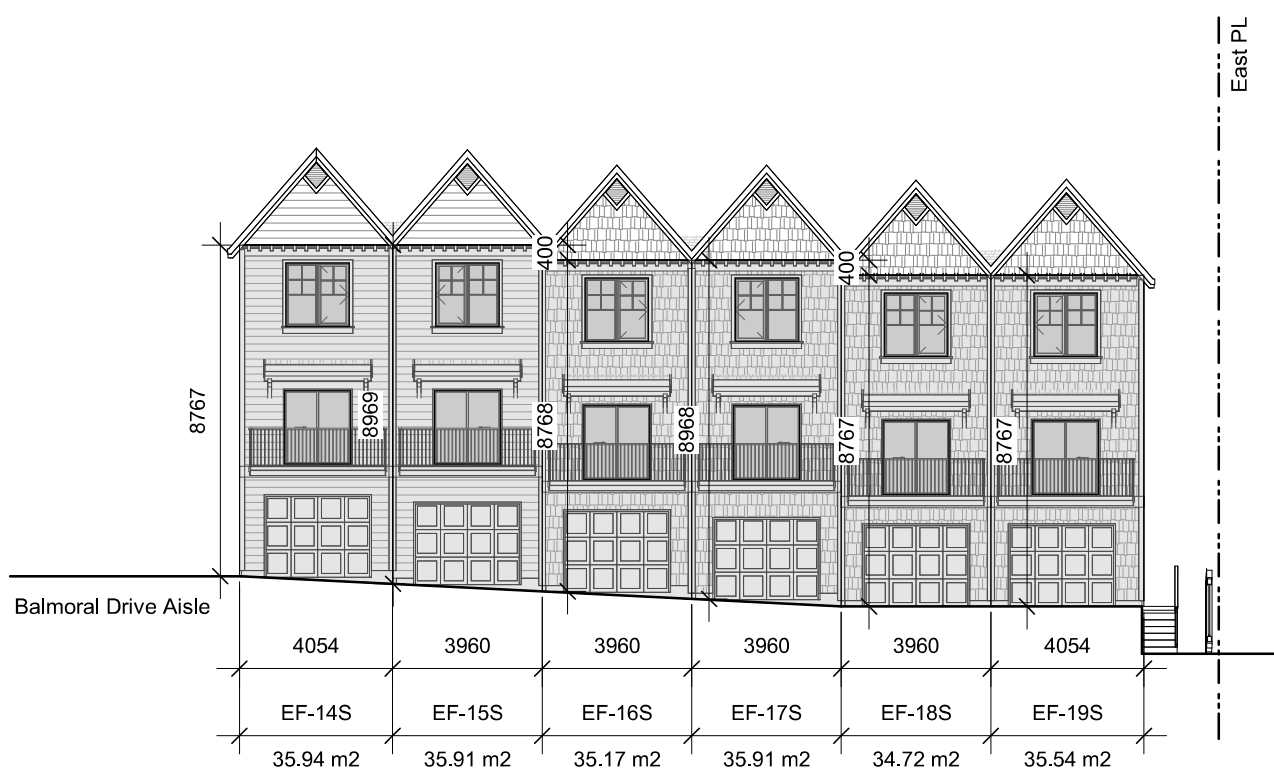 East PL
400
400
8767
8969
8768
8968
8767
8767
Balmoral Drive Aisle
4054 3960 3960 3960 3960 4054
EF-14S EF-15S EF-16S EF-17S EF-18S EF-19S
35.94 m2 35.91 m2 35.17 m2 35.91 m2 34.72 m2 35.54 m2